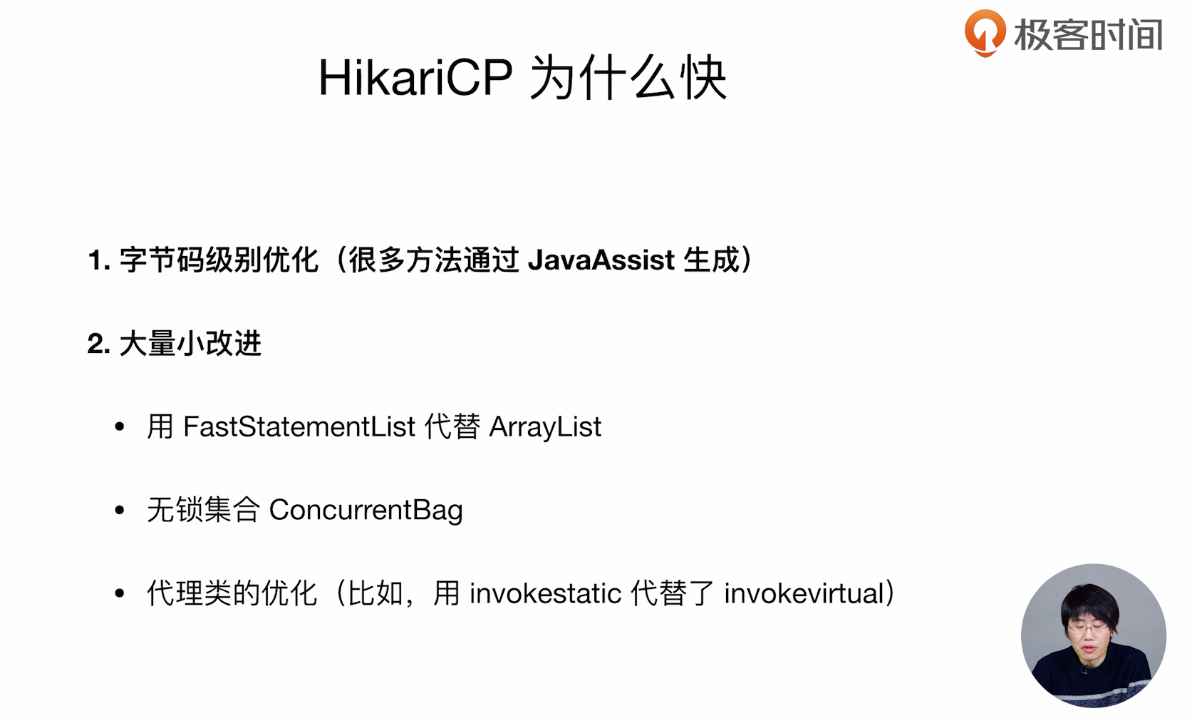 极客时间
HikariCP 为什么快
1. 字节码级别优化（很多方法通过 JavaAssist 生成）
2. 大量小改进
• 用 FastStatementList 代替 ArrayList
• 无锁集合 ConcurrentBag
• 代理类的优化（比如，用 invokestatic 代替了 invokevirtual）